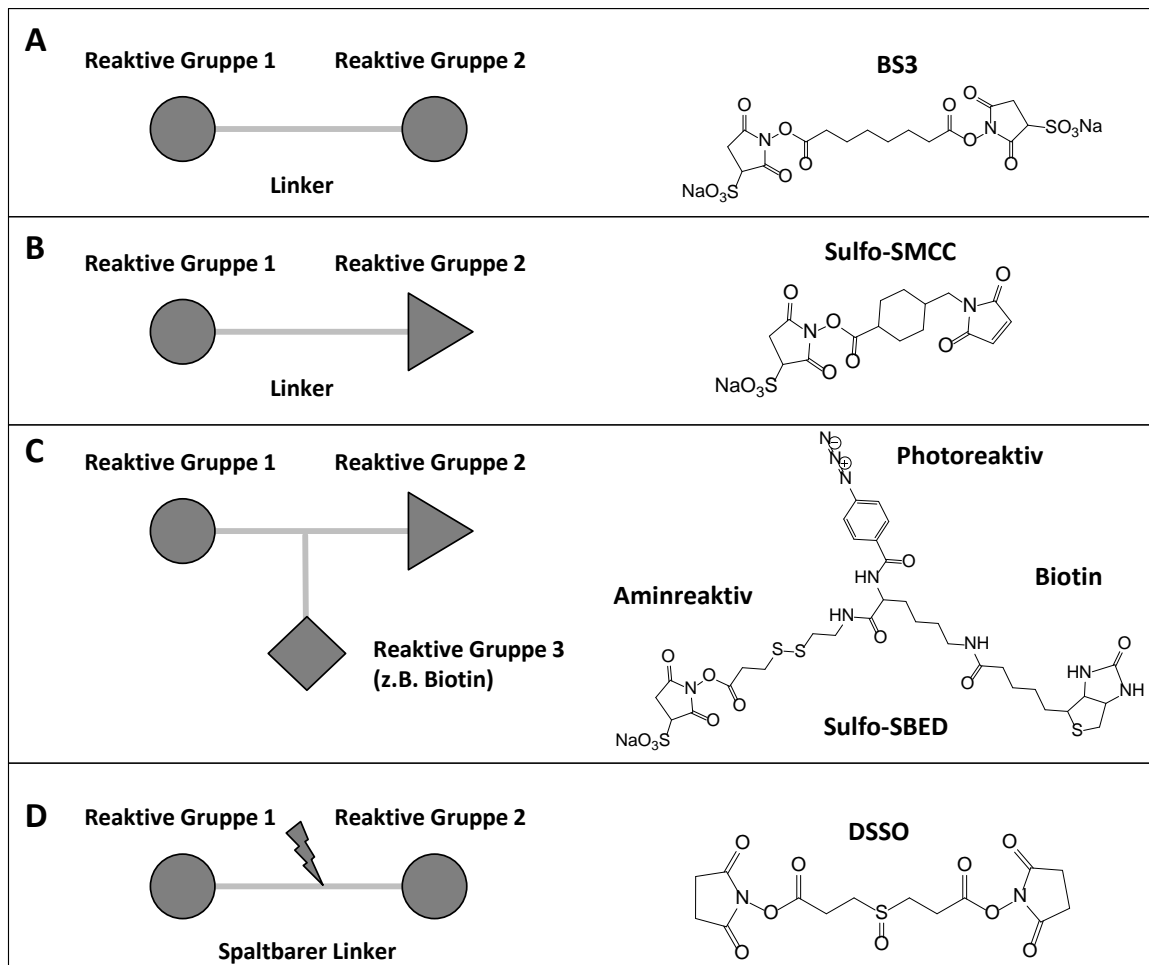 A
Reaktive Gruppe 1
Reaktive Gruppe 2
Linker
BS3
O
O
N
O
O
O
O
O
N
O
O
SO3Na
NaO3S
B
Reaktive Gruppe 1
Reaktive Gruppe 2
Linker
Sulfo-SMCC
O
N
O
O
O
NaO3S
N
O
O
C
Reaktive Gruppe 1
Reaktive Gruppe 2
Reaktive Gruppe 3
(z.B. Biotin)
N−
N+
N
Photoreaktiv
O
HN
Aminreaktiv
HN
O
Biotin
NH
O
O
HN
NH
S
S
S
O
N
O
O
O
NaO3S
Sulfo-SBED
D
Reaktive Gruppe 1
Reaktive Gruppe 2
Spaltbarer Linker
DSSO
O
N
O
O
O
S
O
O
O
N
O
O